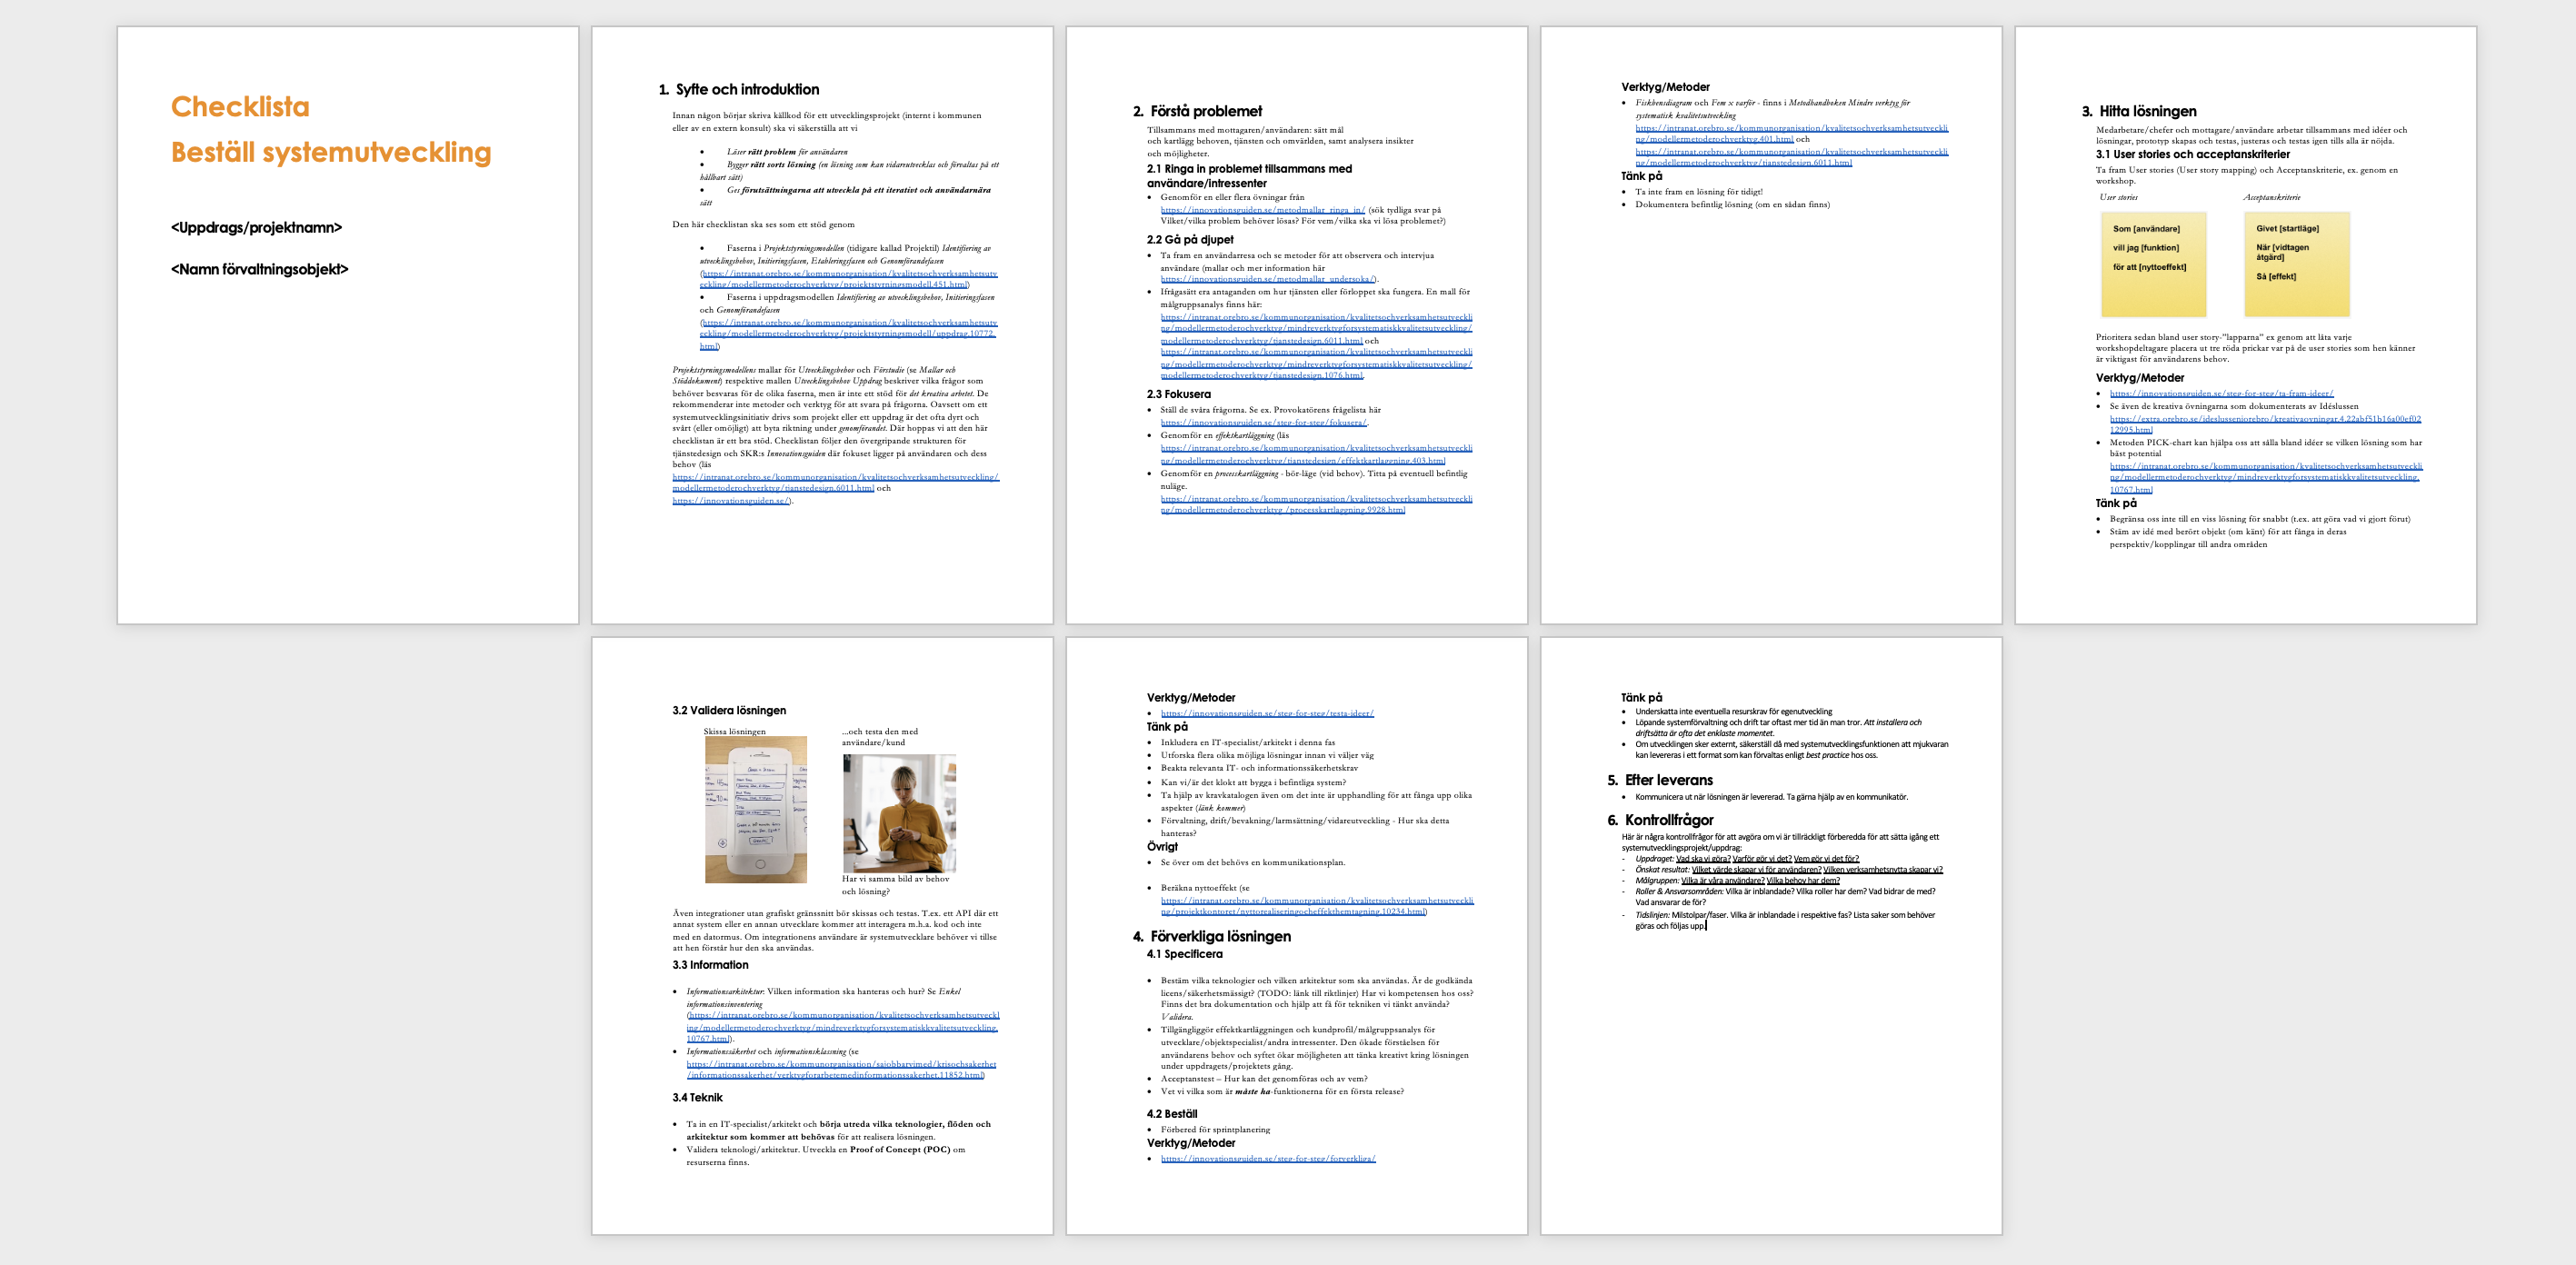 Checklista
Beställ systemutveckling
<Uppdrags/projektnamn>
<Namn förvaltningsobjekt>
1. Syfte och introduktion
Innan någon börjar skriva källkod för ett utvecklingsprojekt (internt i kommunen
eller av en extern konsult) ska vi säkerställa att vi
• Löser rätt problem för användaren
• Bygger rätt sorts lösning (en lösning som kan vidareutvecklas och förvaltas på ett
hållbart sätt)
• Ges förutsättningarna att utveckla på ett iterativt och användarnära
sätt
Den här checklistan ska ses som ett stöd genom
• Faserna i Projektstyrningsmodellen (tidigare kallad Projektil) Identifiering av
utvecklingsbehov, Initieringsfasen, Etableringsfasen och Genomförandefasen
(https://intranat.orebro.se/kommunorganisation/kvalitetsochverksamhetsutv
eckling/modellermetoderochverktyg/projektstyrningsmodell.451.html)
• Faserna i uppdragsmodellen Identifiering av utvecklingsbehov, Initieringsfasen
och Genomförandefasen
(https://intranat.orebro.se/kommunorganisation/kvalitetsochverksamhetsutv
eckling/modellermetoderochverktyg/projektstyrningsmodell/uppdrag.10772.
html)
Projektstyrningsmodellens mallar för Utvecklingsbehov och Förstudie (se Mallar och
Stöddokument) respektive mallen Utvecklingsbehov Uppdrag beskriver vilka frågor som
behöver besvaras för de olika faserna, men är inte ett stöd för det kreativa arbetet. De
rekommenderar inte metoder och verktyg för att svara på frågorna. Oavsett om ett
systemutvecklingsinitiativ drivs som projekt eller ett uppdrag är det ofta dyrt och
svårt (eller omöjligt) att byta riktning under genomförandet. Där hoppas vi att den här
checklistan är ett bra stöd. Checklistan följer den övergripande strukturen för
tjänstedesign och SKR:s Innovationsguiden där fokuset ligger på användaren och dess
behov (läs
https://intranat.orebro.se/kommunorganisation/kvalitetsochverksamhetsutveckling/
modellermetoderochverktyg/tjanstedesign.6011.html och
https://innovationsguiden.se/).
2. Förstå problemet
Tillsammans med mottagaren/användaren: sätt mål
och kartlägg behoven, tjänsten och omvärlden, samt analysera insikter
och möjligheter.
2.1 Ringa in problemet tillsammans med
användare/intressenter
• Genomför en eller flera övningar från
https://innovationsguiden.se/metodmallar_ringa_in/ (sök tydliga svar på
Vilket/vilka problem behöver lösas? För vem/vilka ska vi lösa problemet?)
2.2 Gå på djupet
• Ta fram en användarresa och se metoder för att observera och intervjua
användare (mallar och mer information här
https://innovationsguiden.se/metodmallar_undersoka/).
• Ifrågasätt era antaganden om hur tjänsten eller förloppet ska fungera. En mall för
målgruppsanalys finns här:
https://intranat.orebro.se/kommunorganisation/kvalitetsochverksamhetsutveckli
ng/modellermetoderochverktyg/mindreverktygforsystematiskkvalitetsutveckling/
modellermetoderochverktyg/tjanstedesign.6011.html och
https://intranat.orebro.se/kommunorganisation/kvalitetsochverksamhetsutveckli
ng/modellermetoderochverktyg/mindreverktygforsystematiskkvalitetsutveckling/
modellermetoderochverktyg/tjanstedesign.1076.html.
2.3 Fokusera
• Ställ de svåra frågorna. Se ex. Provokatörens frågelista här
https://innovationsguiden.se/steg-for-steg/fokusera/.
• Genomför en effektkartläggning (läs
https://intranat.orebro.se/kommunorganisation/kvalitetsochverksamhetsutveckli
ng/modellermetoderochverktyg/tjanstedesign/effektkartlaggning.403.html
• Genomför en processkartläggning - bör-läge (vid behov). Titta på eventuell befintlig
nuläge.
https://intranat.orebro.se/kommunorganisation/kvalitetsochverksamhetsutveckli
ng/modellermetoderochverktyg /processkartlaggning.9928.html
Verktyg/Metoder
• Fiskbensdiagram och Fem x varför - finns i Metodhandboken Mindre verktyg för
systematisk kvalitetsutveckling
https://intranat.orebro.se/kommunorganisation/kvalitetsochverksamhetsutveckli
ng/modellermetoderochverktyg.401.html och
https://intranat.orebro.se/kommunorganisation/kvalitetsochverksamhetsutveckli
ng/modellermetoderochverktyg/tjanstedesign.6011.html
Tänk på
• Ta inte fram en lösning för tidigt!
• Dokumentera befintlig lösning (om en sådan finns)
3. Hitta lösningen
Medarbetare/chefer och mottagare/användare arbetar tillsammans med idéer och
lösningar, prototyp skapas och testas, justeras och testas igen tills alla är nöjda.
3.1 User stories och acceptanskriterier
Ta fram User stories (User story mapping) och Acceptanskriterie, ex. genom en
workshop.
User stories
Acceptanskriterie
Som [användare]
vill jag [funktion]
för att [nyttoeffekt]
Givet [startläge]
När [vidtagen
åtgärd]
Så [effekt]
Prioritera sedan bland user story-"lapparna" ex genom att låta varje
workshopdeltagare placera ut tre röda prickar var på de user stories som hen känner
är viktigast för användarens behov.
Verktyg/Metoder
• https://innovationsguiden.se/steg-for-steg/ta-fram-ideer/
• Se även de kreativa övningarna som dokumenterats av Idéslussen
https://extra.orebro.se/ideslusseniorebro/kreativaovningar.4.22abf51b16a00ef02
12995.html
• Metoden PICK-chart kan hjälpa oss att sålla bland idéer se vilken lösning som har
bäst potential
https://intranat.orebro.se/kommunorganisation/kvalitetsochverksamhetsutveckli
ng/modellermetoderochverktyg/mindreverktygforsystematiskkvalitetsutveckling.
10767.html
Tänk på
• Begränsa oss inte till en viss lösning för snabbt (t.ex. att göra vad vi gjort förut)
• Stäm av idé med berört objekt (om känt) för att fånga in deras
perspektiv/kopplingar till andra områden
3.2 Validera lösningen
Skissa lösningen
...och testa den med
användare/kund
Har vi samma bild av behov
och lösning?
Även integrationer utan grafiskt gränssnitt bör skissas och testas. T.ex. ett API där ett
annat system eller en annan utvecklare kommer att interagera m.h.a. kod och inte
med en datormus. Om integrationens användare är systemutvecklare behöver vi tillse
att hen förstår hur den ska användas.
3.3 Information
• Informationsarkitektur: Vilken information ska hanteras och hur? Se Enkel
informationsinventering
(https://intranat.orebro.se/kommunorganisation/kvalitetsochverksamhetsutveckl
ing/modellermetoderochverktyg/mindreverktygforsystematiskkvalitetsutveckling.
10767.html).
• Informationssäkerhet och informationsklassning (se
https://intranat.orebro.se/kommunorganisation/sajobbarvimed/krisochsakerhet
/informationssakerhet/verktygforarbetemedinformationssakerhet.11852.html)
3.4 Teknik
• Ta in en IT-specialist/arkitekt och börja utreda vilka teknologier, flöden och
arkitektur som kommer att behövas för att realisera lösningen.
• Validera teknologi/arkitektur. Utveckla en Proof of Concept (POC) om
resurserna finns.
Verktyg/Metoder
• https://innovationsguiden.se/steg-for-steg/testa-ideer/
Tänk på
• Inkludera en IT-specialist/arkitekt i denna fas
• Utforska flera olika möjliga lösningar innan vi väljer väg
• Beakta relevanta IT- och informationssäkerhetskrav
• Kan vi/är det klokt att bygga i befintliga system?
• Ta hjälp av kravkatalogen även om det inte är upphandling för att fånga upp olika
aspekter (länk kommer)
• Förvaltning, drift/bevakning/larmsättning/vidareutveckling - Hur ska detta
hanteras?
Övrigt
• Se över om det behövs en kommunikationsplan.
• Beräkna nyttoeffekt (se
https://intranat.orebro.se/kommunorganisation/kvalitetsochverksamhetsutveckli
ng/projektkontoret/nyttorealiseringocheffekthemtagning.10234.html)
4. Förverkliga lösningen
4.1 Specificera
• Bestäm vilka teknologier och vilken arkitektur som ska användas. Är de godkända
licens/säkerhetsmässigt? (TODO: länk till riktlinjer) Har vi kompetensen hos oss?
Finns det bra dokumentation och hjälp att få för tekniken vi tänkt använda?
Validera.
• Tillgängliggör effektkartläggningen och kundprofil/målgruppsanalys för
utvecklare/objektspecialist/andra intressenter. Den ökade förståelsen för
användarens behov och syftet ökar möjligheten att tänka kreativt kring lösningen
under uppdragets/projektets gång.
• Acceptanstest – Hur kan det genomföras och av vem?
• Vet vi vilka som är måste ha-funktionerna för en första release?
4.2 Beställ
• Förbered för sprintplanering
Verktyg/Metoder
• https://innovationsguiden.se/steg-for-steg/forverkliga/
Tänk på
• Underskatta inte eventuella resurskrav för egenutveckling
• Löpande systemförvaltning och drift tar oftast mer tid än man tror. Att installera och
driftsätta är ofta det enklaste momentet.
• Om utvecklingen sker externt, säkerställ då med systemutvecklingsfunktionen att mjukvaran
kan levereras i ett format som kan förvaltas enligt best practice hos oss.
5. Efter leverans
• Kommunicera ut när lösningen är levererad. Ta gärna hjälp av en kommunikatör.
6. Kontrollfrågor
Här är några kontrollfrågor för att avgöra om vi är tillräckligt förberedda för att sätta igång ett
systemutvecklingsprojekt/uppdrag:
- Uppdraget: Vad ska vi göra? Varför gör vi det? Vem gör vi det för?
- Önskat resultat: Vilket värde skapar vi för användaren? Vilken verksamhetsnytta skapar vi?
- Målgruppen: Vilka är våra användare? Vilka behov har dem?
- Roller & Ansvarsområden: Vilka är inblandade? Vilka roller har dem? Vad bidrar de med?
Vad ansvarar de för?
- Tidslinjen: Milstolpar/faser. Vilka är inblandade i respektive fas? Lista saker som behöver
göras och följas upp.